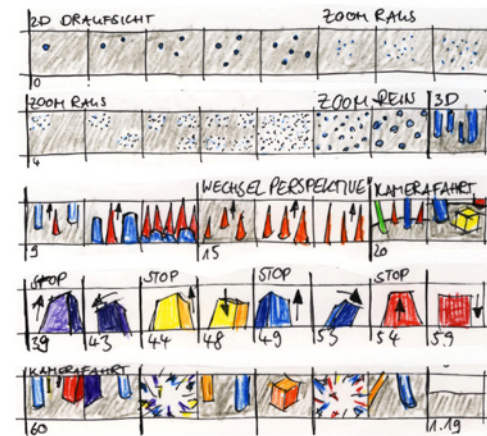 2D DRAUFSICHT ZOOM RAUS
0
ZOOM RAUS ZOOM REIN 3D
4
WECHSEL PERSPEKTIVE KAMERAFAHRT
9 15 20
STOP STOP STOP STOP
39 43 44 48 49 53 54 59
KAMERAFAHRT
60 1.19